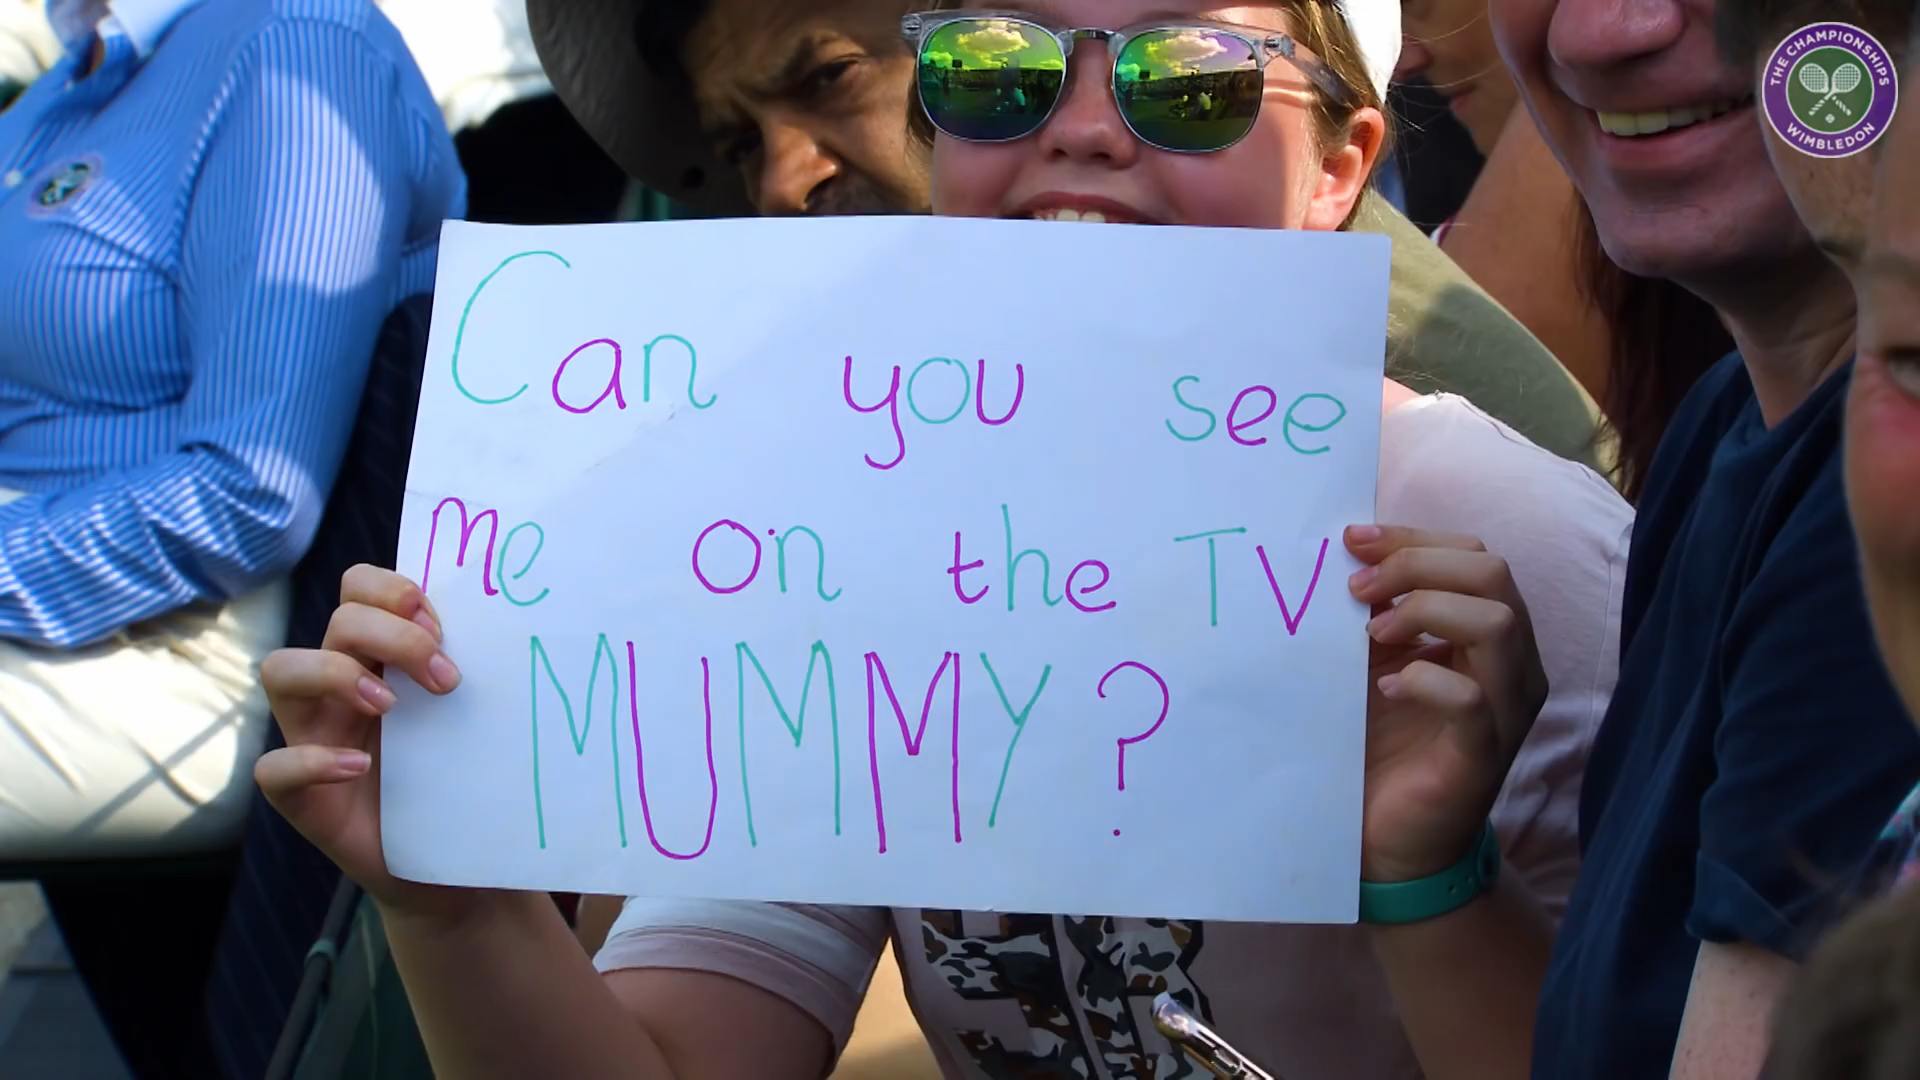 Can you see
me on the TV
MUMMY?
THE CHAMPIONSHIPS
WIMBLEDON